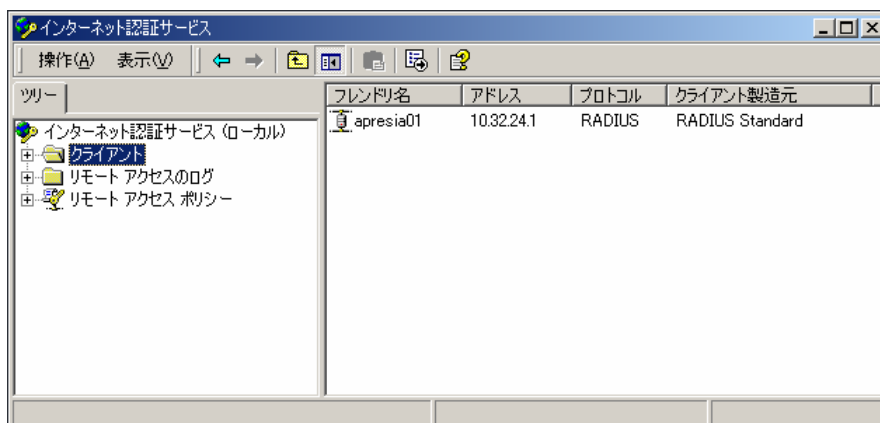 インターネット認証サービス
操作(A) 表示(V)
ツリー
インターネット認証サービス (ローカル)
クライアント
リモート アクセスのログ
リモート アクセス ポリシー
フレンドリ名 アドレス プロトコル クライアント製造元
apresia01 10.32.24.1 RADIUS RADIUS Standard